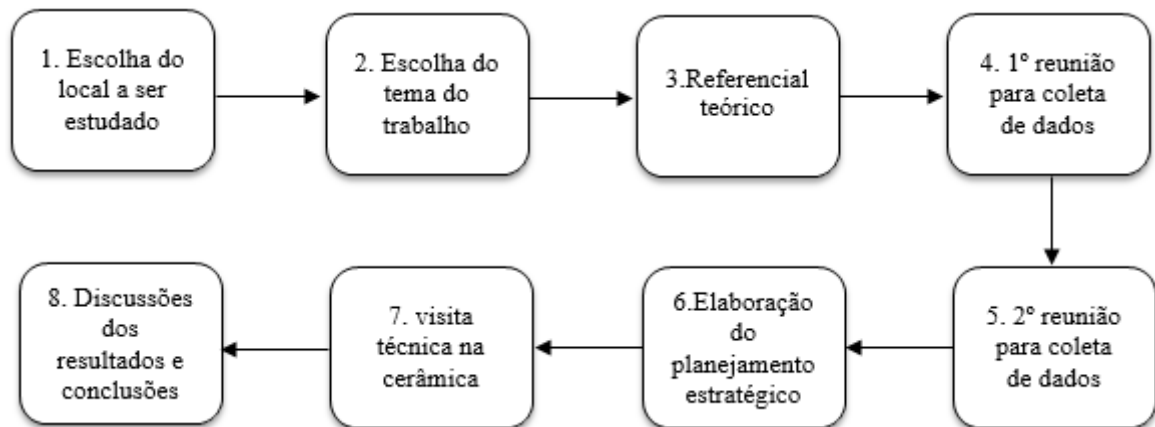 1. Escolha do
local a ser
estudado
2. Escolha do
tema do
trabalho
3.Referencial
teórico
4. 1º reunião
para coleta
de dados
5. 2º reunião
para coleta
de dados
6.Elaboração
do
planejamento
estratégico
7. visita
técnica na
cerâmica
8. Discussões
dos
resultados e
conclusões